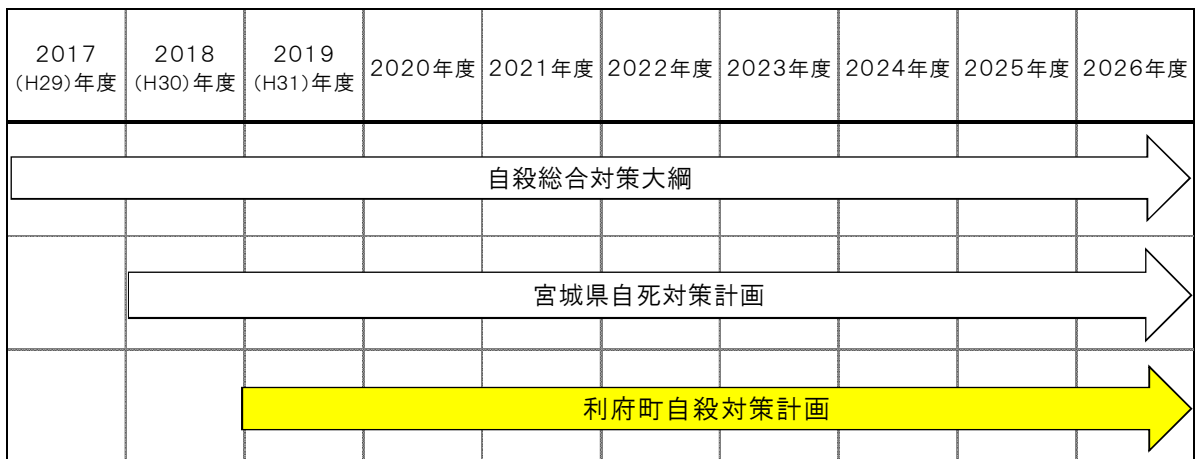 2017 2018 2019 2020年度 2021年度 2022年度 2023年度 2024年度 2025年度 2026年度
(H29)年度 (H30)年度 (H31)年度
自殺総合対策大綱
宮城県自死対策計画
利府町自殺対策計画